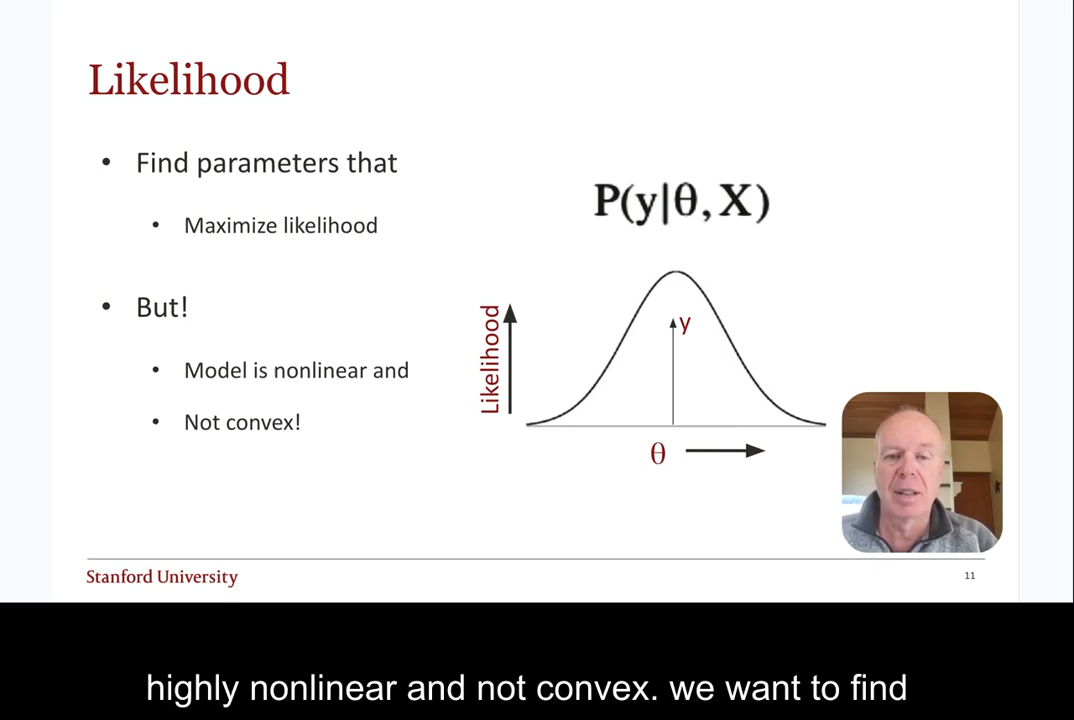 Likelihood
• Find parameters that
• Maximize likelihood
• But!
• Model is nonlinear and
• Not convex!
P(y|θ, X)
Likelihood
y
θ
Stanford University
11
highly nonlinear and not convex. we want to find